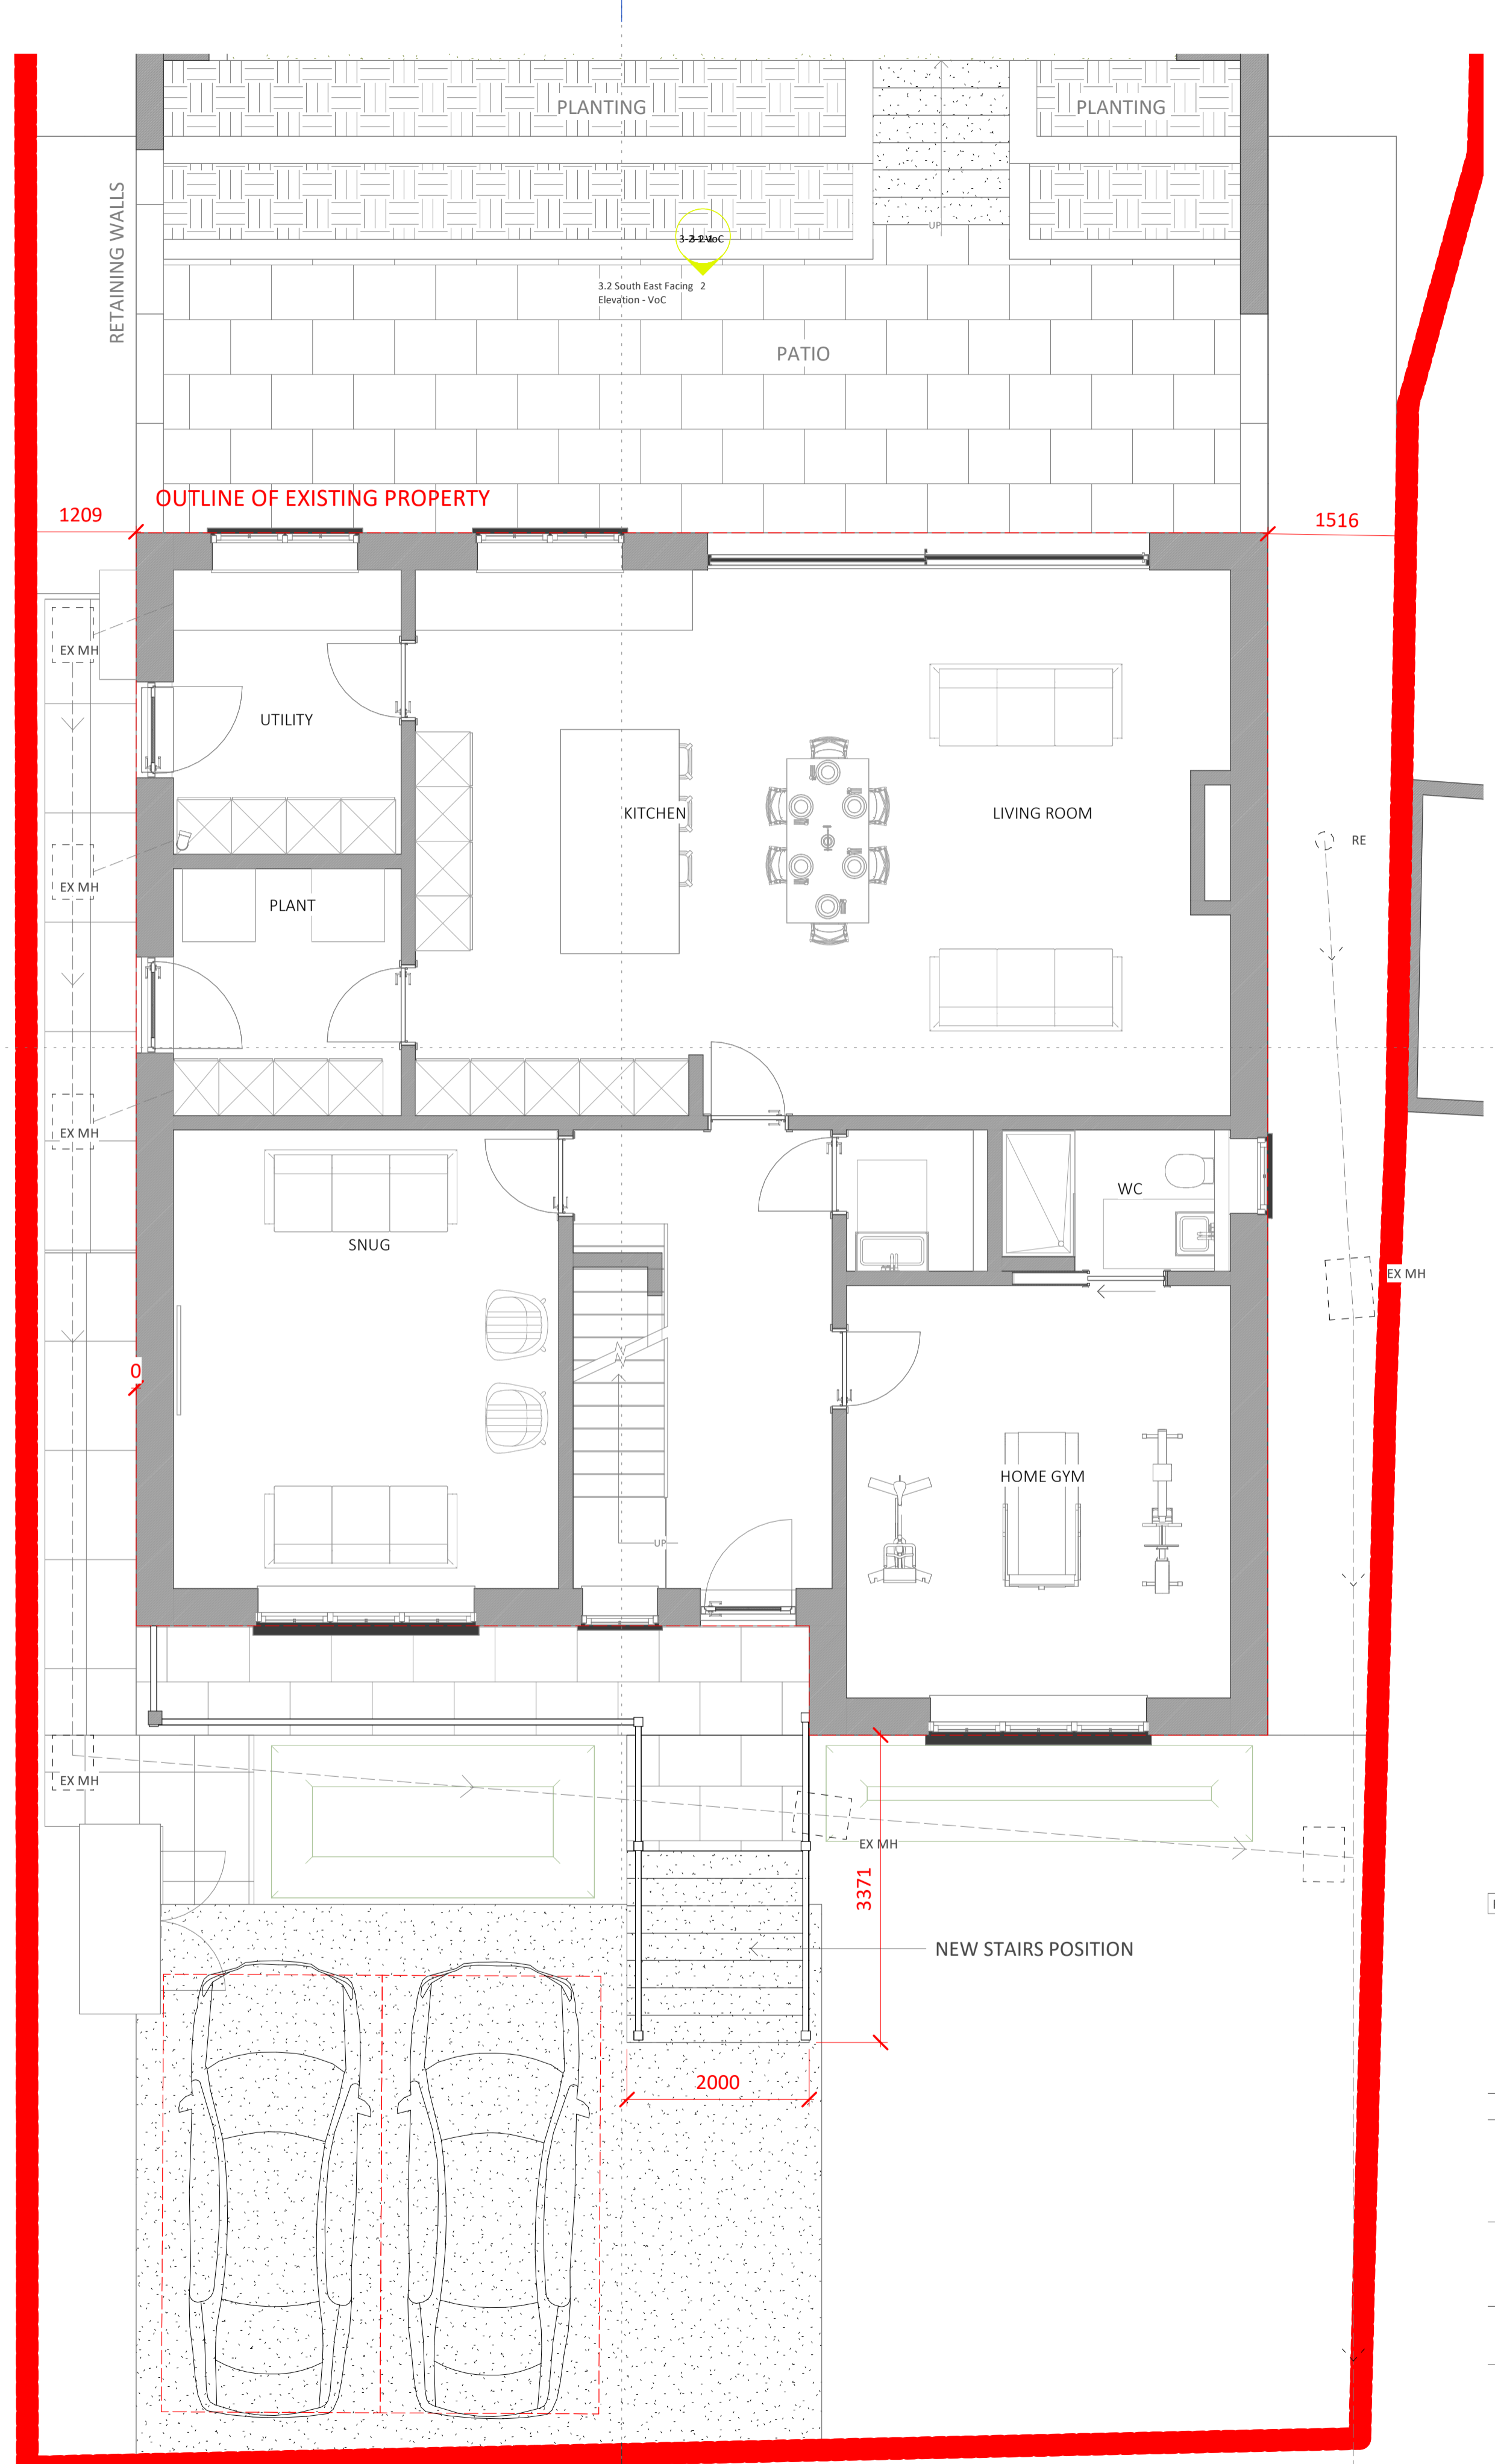 PLANTING
PLANTING
RETAINING WALLS
UP
3.2 South East Facing 2
Elevation - VoC
PATIO
OUTLINE OF EXISTING PROPERTY
1209
1516
EX MH
UTILITY
KITCHEN
LIVING ROOM
RE
EX MH
PLANT
EX MH
WC
SNUG
EX MH
0
HOME GYM
UP
EX MH
EX MH
3371
NEW STAIRS POSITION
2000